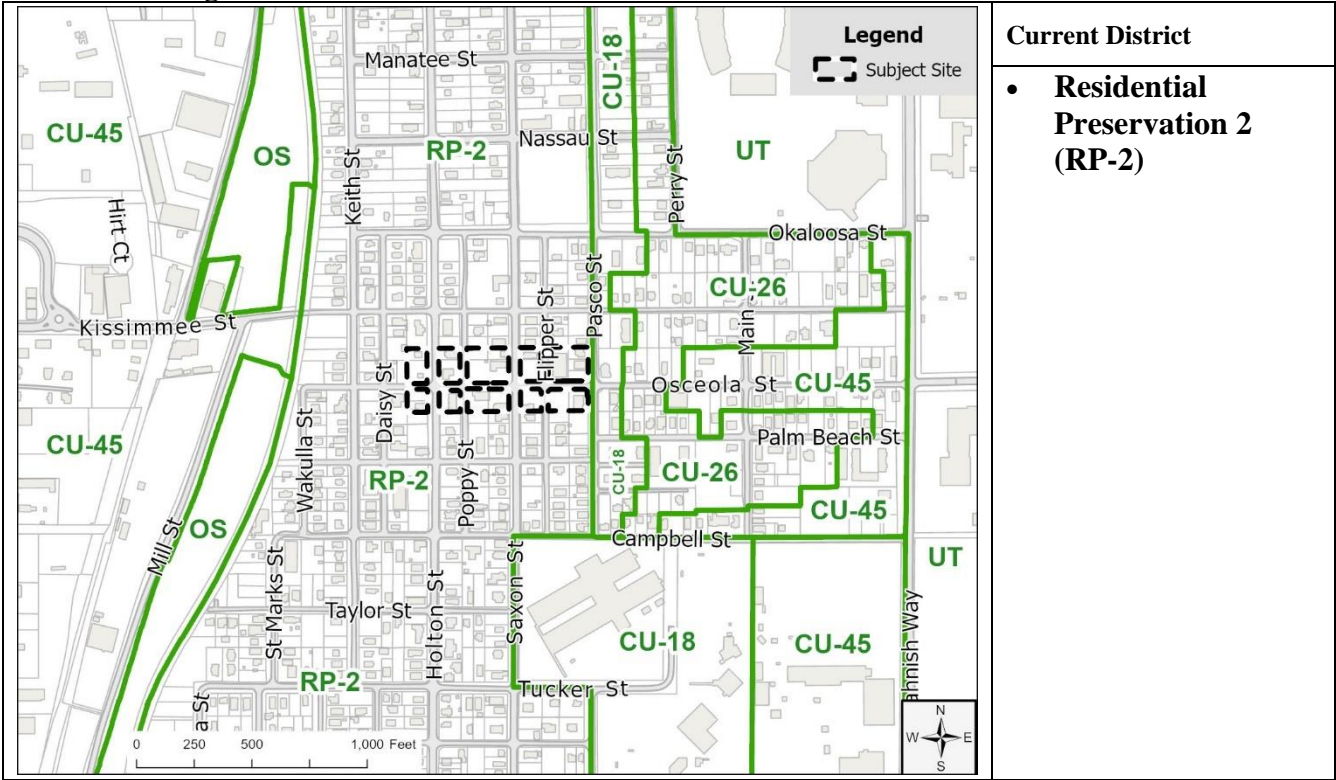 Legend
Subject Site
Current District
• Residential
Preservation 2
(RP-2)
Manatee St
CU-18
CU-45
OS
Nassau St
RP-2
UT
Keith St
Perry St
Hirt Ct
Okaloosa St
Pasco St
CU-26
Flipper St
Main
Kissimmee St
Daisy St
Osceola St
CU-45
CU-45
Wakulla St
Palm Beach St
Poppy St
RP-2
CU-18
CU-26
CU-45
OS
Mill St
Campbell St
UT
St Marks St
Saxon St
Taylor St
Holton St
CU-18
CU-45
ahnish Way
RP-2
Tucker St
a St
N
W E
S
0 250 500 1,000 Feet